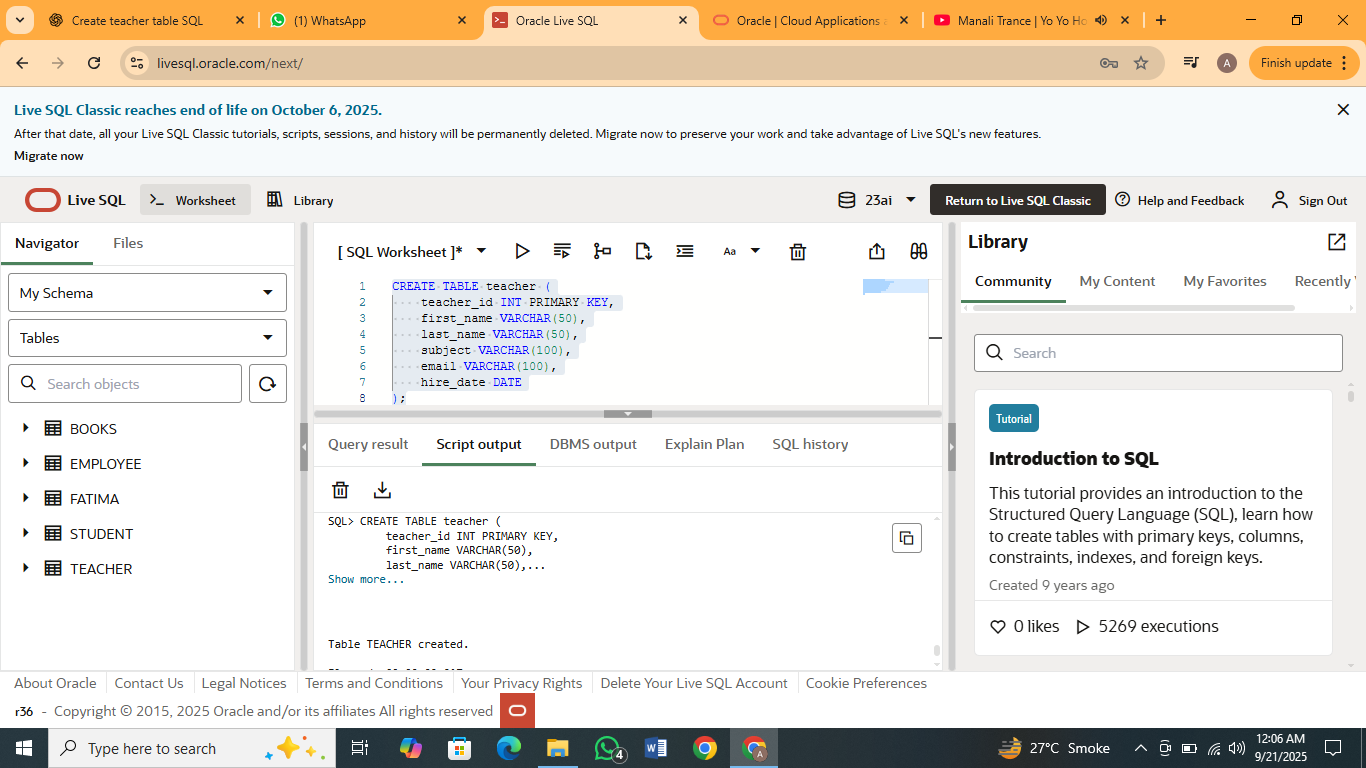 Create teacher table SQL
(1) WhatsApp
Oracle Live SQL
Oracle | Cloud Applications a
Manali Trance | Yo Yo Ho
livesql.oracle.com/next/
A
Finish update
Live SQL Classic reaches end of life on October 6, 2025.
After that date, all your Live SQL Classic tutorials, scripts, sessions, and history will be permanently deleted. Migrate now to preserve your work and take advantage of Live SQL's new features.
Migrate now
Live SQL
Worksheet
Library
23ai
Return to Live SQL Classic
Help and Feedback
Sign Out
Navigator
Files
My Schema
Tables
Search objects
BOOKS
EMPLOYEE
FATIMA
STUDENT
TEACHER
[ SQL Worksheet ]*
Aa
1 CREATE TABLE teacher (
2 ····teacher_id INT PRIMARY KEY,
3 ····first_name VARCHAR(50),
4 ····last_name VARCHAR(50),
5 ····subject VARCHAR(100),
6 ····email VARCHAR(100),
7 ····hire_date DATE
8 );
Query result
Script output
DBMS output
Explain Plan
SQL history
SQL> CREATE TABLE teacher (
teacher_id INT PRIMARY KEY,
first_name VARCHAR(50),
last_name VARCHAR(50),...
Show more...
Table TEACHER created.
Library
Community
My Content
My Favorites
Recently
Search
Tutorial
Introduction to SQL
This tutorial provides an introduction to the
Structured Query Language (SQL), learn how
to create tables with primary keys, columns,
constraints, indexes, and foreign keys.
Created 9 years ago
0 likes
5269 executions
About Oracle
Contact Us
Legal Notices
Terms and Conditions
Your Privacy Rights
Delete Your Live SQL Account
Cookie Preferences
r36 - Copyright © 2015, 2025 Oracle and/or its affiliates All rights reserved
Type here to search
4
A
27°C Smoke
12:06 AM
9/21/2025